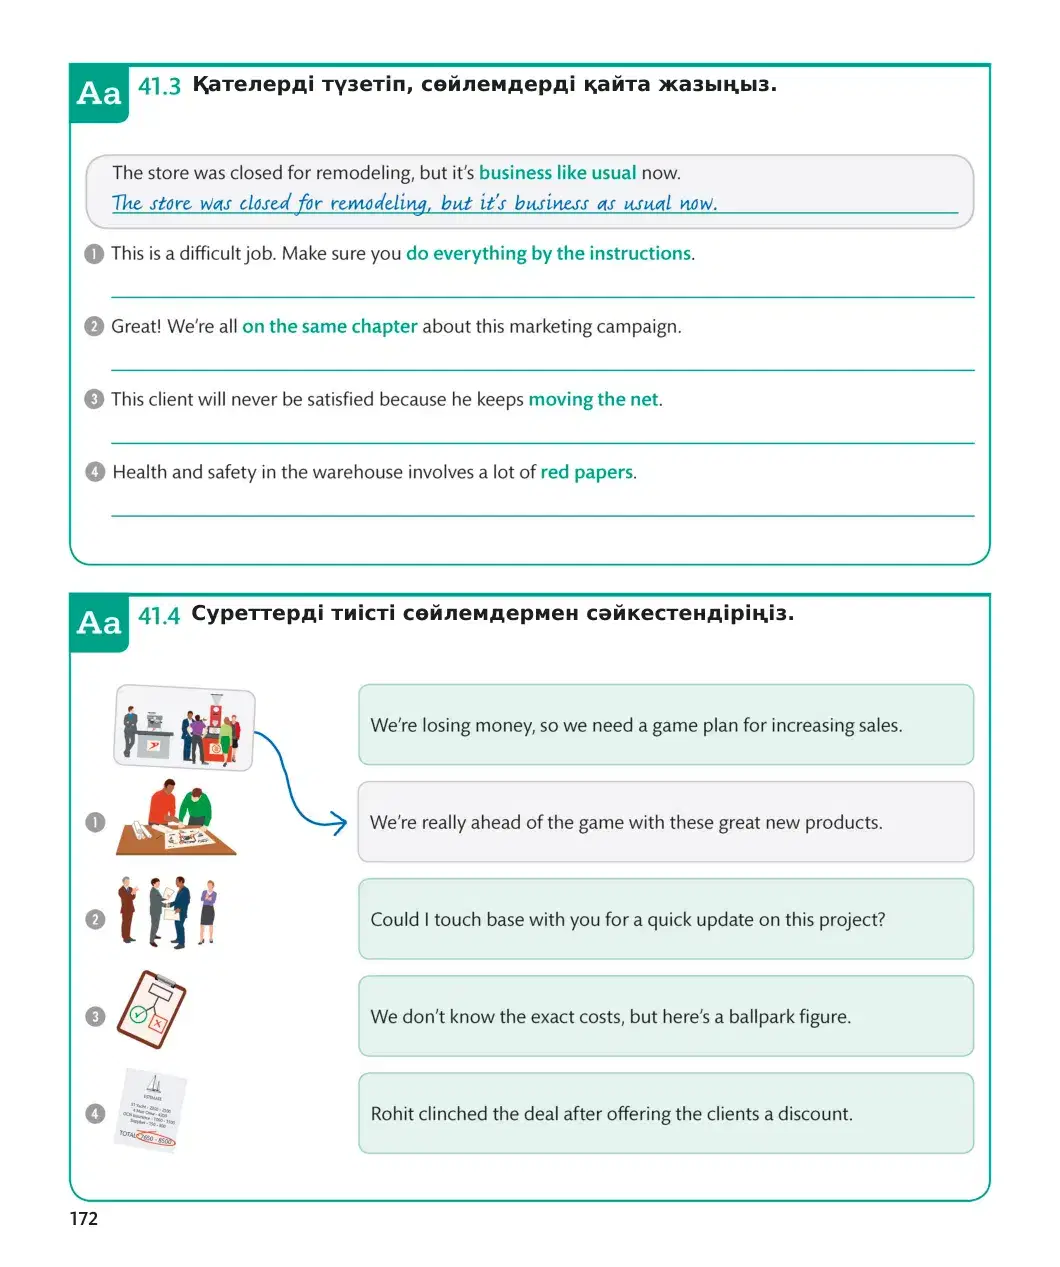 Aa 41.3 Қателерді түзетіп, сөйлемдерді қайта жазыңыз.
The store was closed for remodeling, but it’s business like usual now.
The store was closed for remodeling, but it’s business as usual now.
1 This is a difficult job. Make sure you do everything by the instructions.
2 Great! We’re all on the same chapter about this marketing campaign.
3 This client will never be satisfied because he keeps moving the net.
4 Health and safety in the warehouse involves a lot of red papers.
Aa 41.4 Суреттерді тиісті сөйлемдермен сәйкестендіріңіз.
We’re losing money, so we need a game plan for increasing sales.
1
We’re really ahead of the game with these great new products.
2
Could I touch base with you for a quick update on this project?
3
We don’t know the exact costs, but here’s a ballpark figure.
4
TOTAL: 7650 - 8500
Rohit clinched the deal after offering the clients a discount.
172